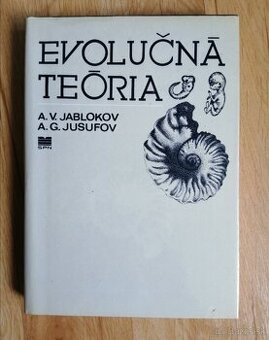 EVOLUČNÁ
TEÓRIA
A. V. JABLOKOV
A. G. JUSUFOV
SPN